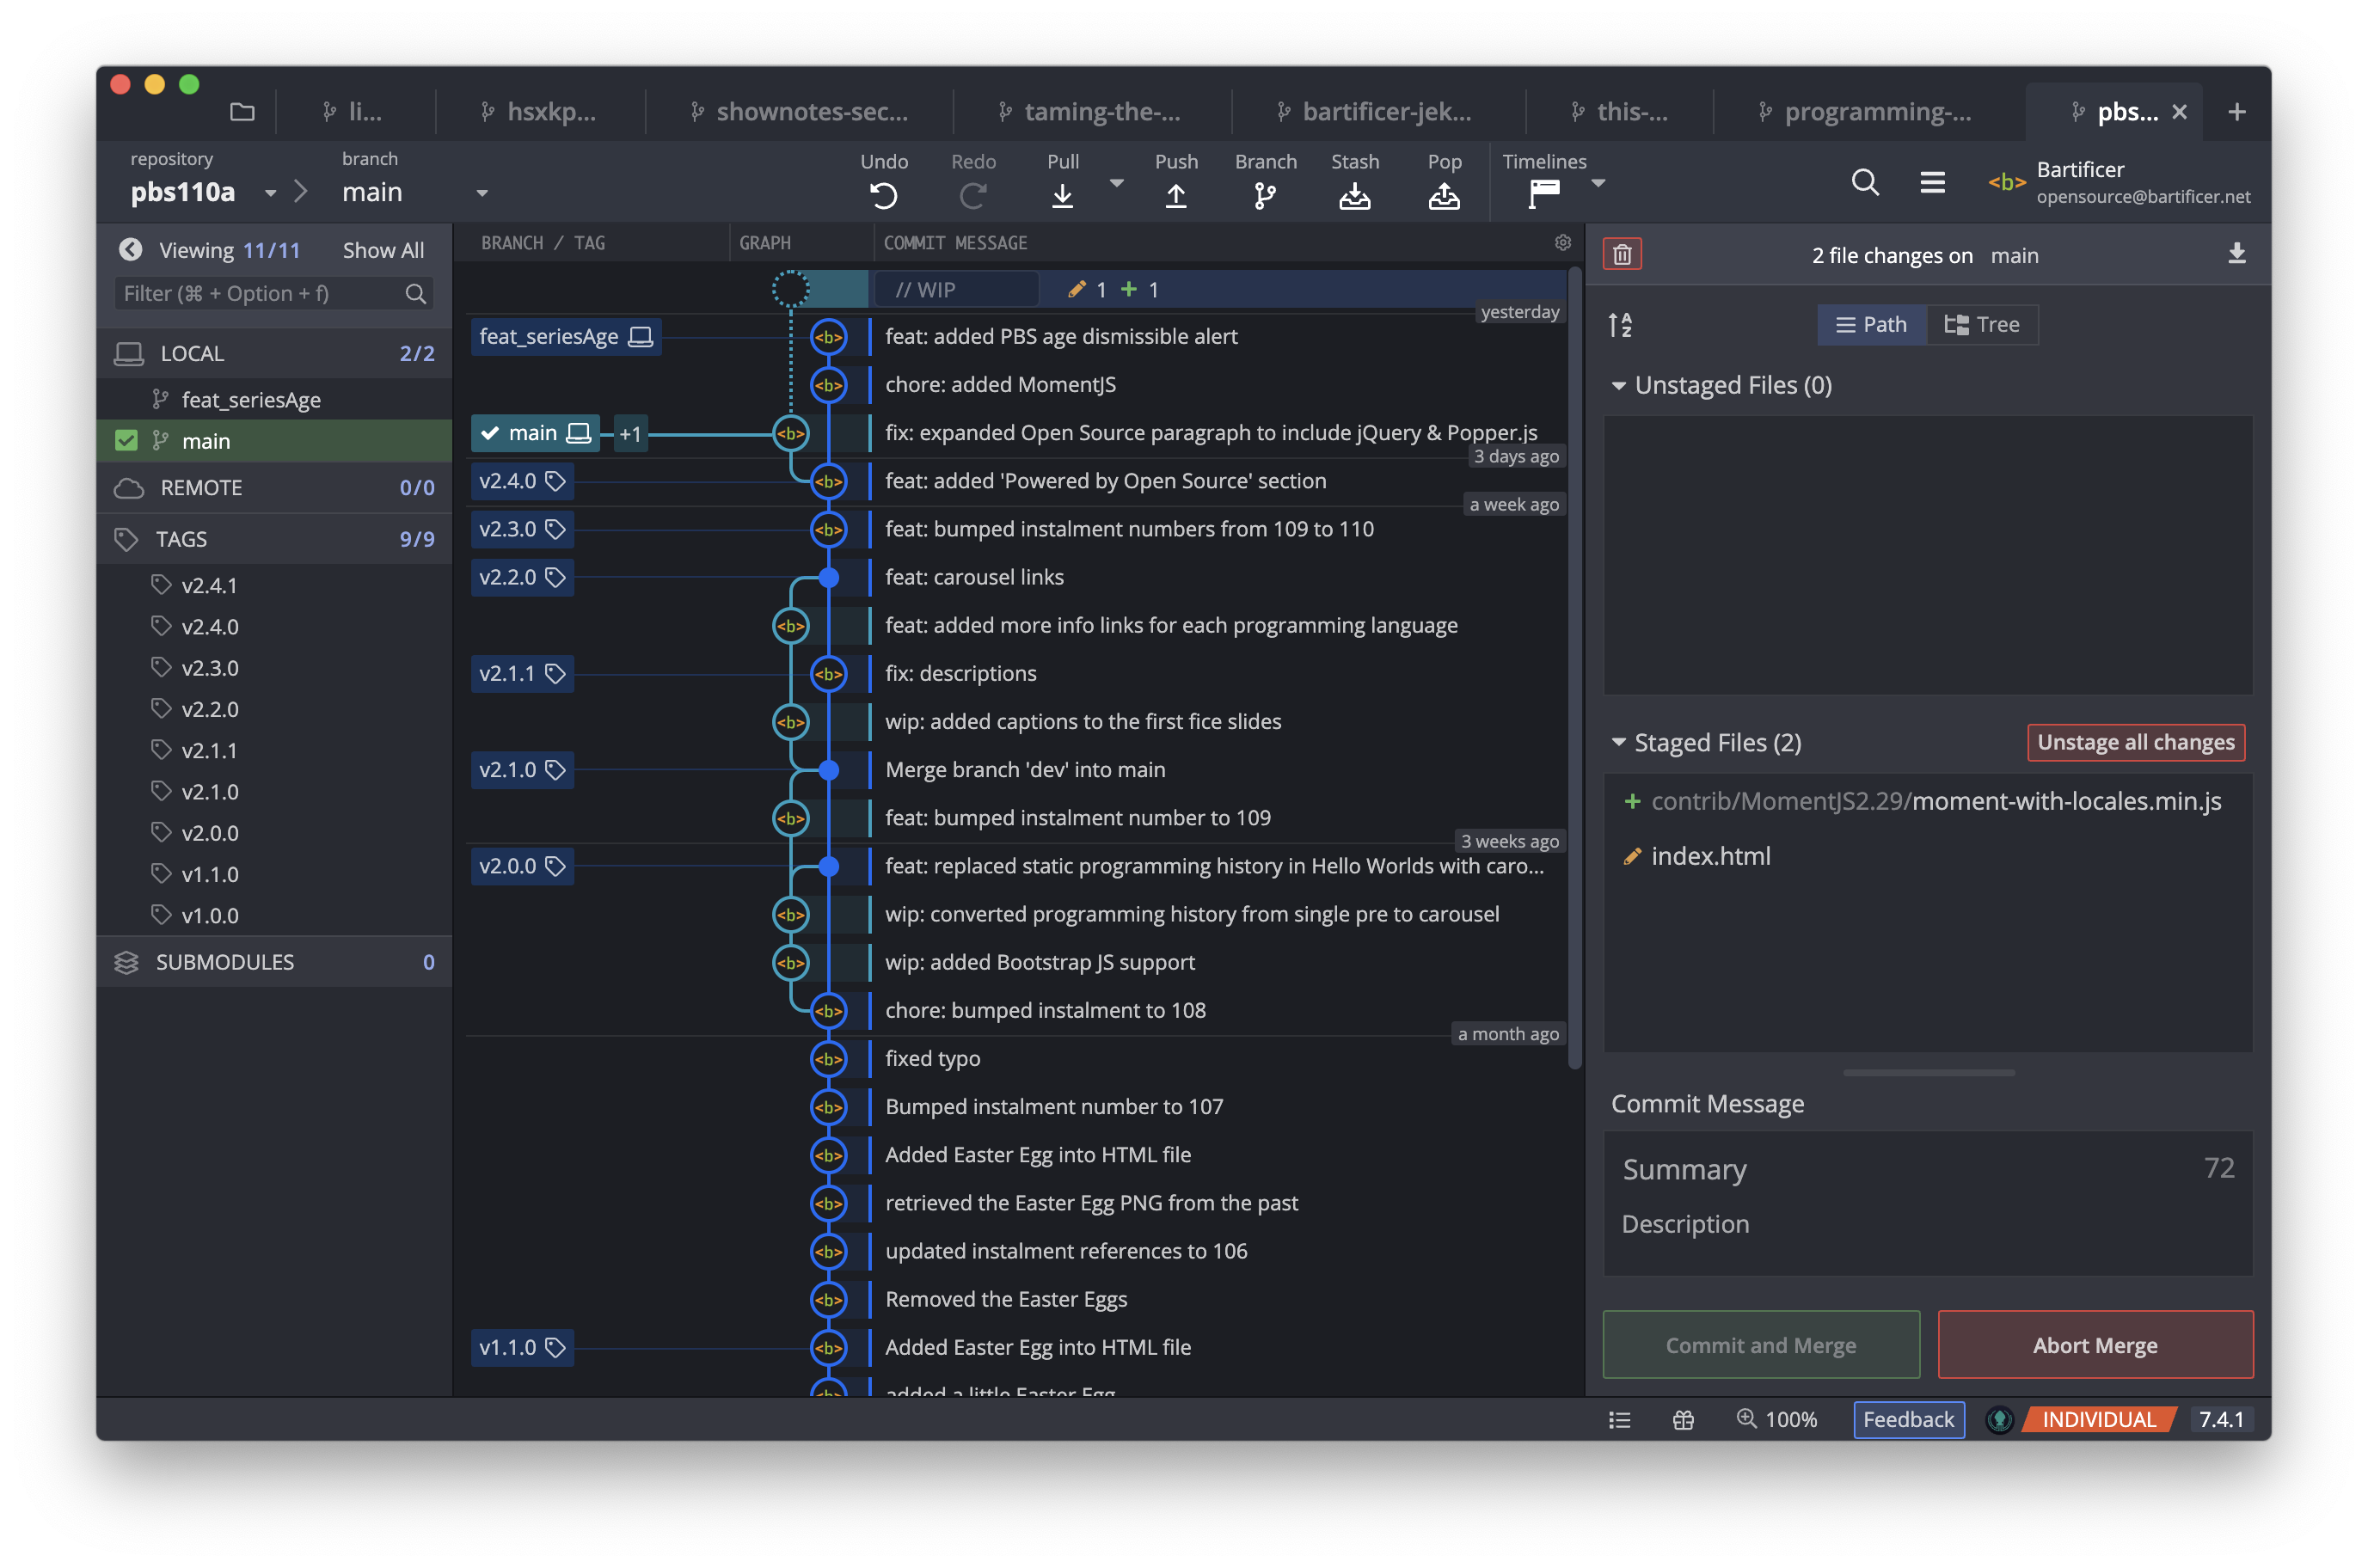 li...
hsxkp...
shownotes-sec...
taming-the-...
bartificer-jek...
this-...
programming-...
pbs...
repository
pbs110a
branch
main
Undo
Redo
Pull
Push
Branch
Stash
Pop
Timelines
<b>
Bartificer
opensource@bartificer.net
Viewing 11/11 Show All
Filter (⌘ + Option + f)
LOCAL 2/2
feat_seriesAge
main
REMOTE 0/0
TAGS 9/9
v2.4.1
v2.4.0
v2.3.0
v2.2.0
v2.1.1
v2.1.0
v2.0.0
v1.1.0
v1.0.0
SUBMODULES 0
BRANCH / TAG GRAPH COMMIT MESSAGE
// WIP 1 + 1
yesterday
feat_seriesAge <b> feat: added PBS age dismissible alert
<b> chore: added MomentJS
main +1 <b> fix: expanded Open Source paragraph to include jQuery & Popper.js
3 days ago
v2.4.0 <b> feat: added 'Powered by Open Source' section
a week ago
v2.3.0 <b> feat: bumped instalment numbers from 109 to 110
v2.2.0 feat: carousel links
<b> feat: added more info links for each programming language
v2.1.1 <b> fix: descriptions
<b> wip: added captions to the first fice slides
v2.1.0 Merge branch 'dev' into main
<b> feat: bumped instalment number to 109
3 weeks ago
v2.0.0 feat: replaced static programming history in Hello Worlds with caro...
<b> wip: converted programming history from single pre to carousel
<b> wip: added Bootstrap JS support
<b> chore: bumped instalment to 108
a month ago
<b> fixed typo
<b> Bumped instalment number to 107
<b> Added Easter Egg into HTML file
<b> retrieved the Easter Egg PNG from the past
<b> updated instalment references to 106
<b> Removed the Easter Eggs
v1.1.0 <b> Added Easter Egg into HTML file
<b> added a little Easter Egg
2 file changes on main
A
Z
Path
Tree
Unstaged Files (0)
Staged Files (2)
Unstage all changes
+ contrib/MomentJS2.29/moment-with-locales.min.js
index.html
Commit Message
Summary 72
Description
Commit and Merge
Abort Merge
100%
Feedback
INDIVIDUAL
7.4.1